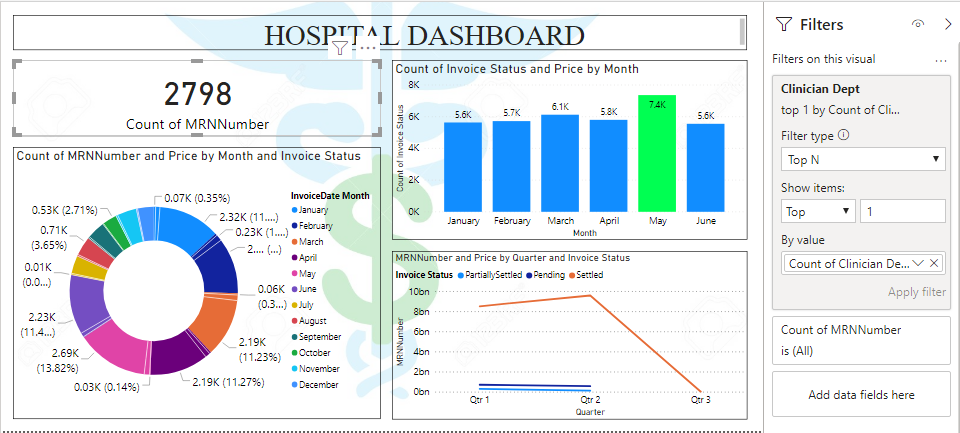 HOSPITAL DASHBOARD
2798
Count of MRNNumber
Count of MRNNumber and Price by Month and Invoice Status
0.07K (0.35%)
2.32K (11....)
0.23K (1....)
2.... (...)
0.06K
(0.3...)
2.19K
(11.23%)
2.19K (11.27%)
0.03K (0.14%)
2.69K
(13.82%)
2.23K
(11.4...)
0.01K
(0.0...)
0.71K
(3.65%)
0.53K (2.71%)
InvoiceDate Month
January
February
March
April
May
June
July
August
September
October
November
December
Count of Invoice Status and Price by Month
Count of Invoice Status
8K
6K
4K
2K
0K
5.6K
5.7K
6.1K
5.8K
7.4K
5.6K
January February March April May June
Month
MRNNumber and Price by Quarter and Invoice Status
Invoice Status PartiallySettled Pending Settled
MRNNumber
10bn
8bn
6bn
4bn
2bn
0bn
Qtr 1 Qtr 2 Qtr 3
Quarter
Filters
Filters on this visual
...
Clinician Dept
top 1 by Count of Cli...
Filter type
Top N
Show items:
Top 1
By value
Count of Clinician De...
Apply filter
Count of MRNNumber
is (All)
Add data fields here